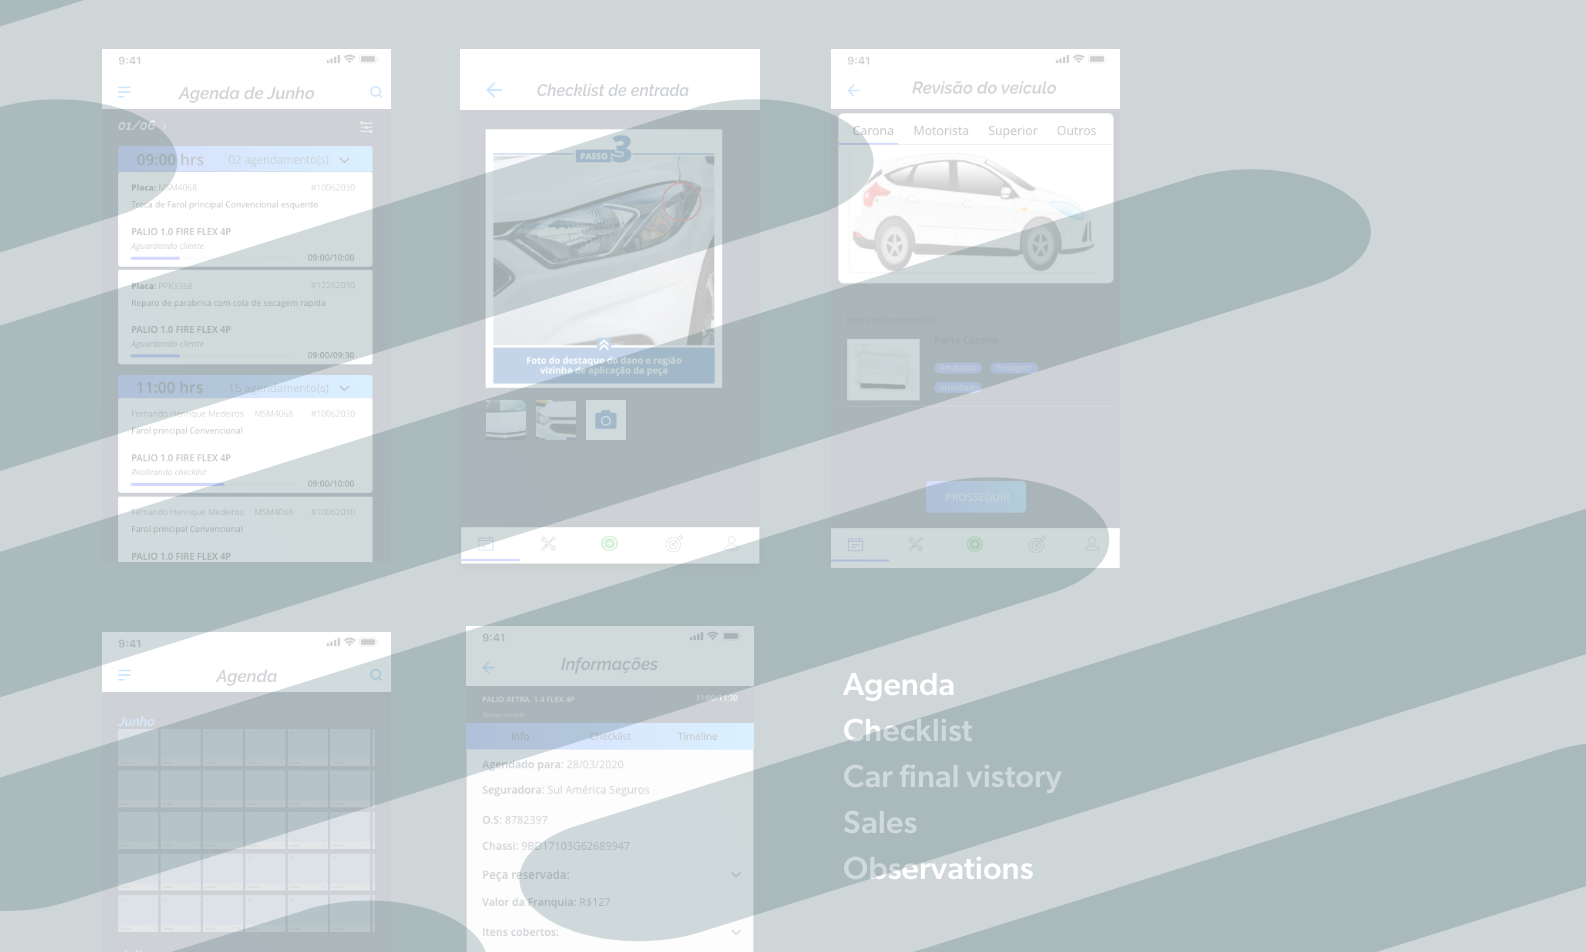 9:41
Agenda de Junho
01/06
09:00 hrs 02 agendamento(s)
Placa: MSM4068 #10062030
Troca de Farol principal Convencional esquerdo
PALIO 1.0 FIRE FLEX 4P
Aguardando cliente
09:00/10:00
Placa: PPK3368 #12262030
Reparo de parabrisa com cola de secagem rapida
PALIO 1.0 FIRE FLEX 4P
Aguardando cliente
09:00/09:30
11:00 hrs 15 agendamento(s)
Fernando Henrique Medeiros MSM4068 #10062030
Farol principal Convencional
PALIO 1.0 FIRE FLEX 4P
Realizando checklist
09:00/10:00
Fernando Henrique Medeiros MSM4068 #10062030
Farol principal Convencional
PALIO 1.0 FIRE FLEX 4P
Checklist de entrada
PASSO 3
Foto do destaque do dano e região
vizinha de aplicação da peça
9:41
Revisão do veículo
Carona Motorista Superior Outros
Porta Carona
Amassado Ferrugem
Arranhado
PROSSEGUIR
9:41
Agenda
Junho
9:41
Informações
PALIO ATTRA. 1.4 FLEX 4P 11:00/11:30
Info Checklist Timeline
Agendado para: 28/03/2020
Seguradora: Sul América Seguros
O.S: 8782397
Chassi: 9BD17103G62689947
Peça reservada:
Valor da Franquia: R$127
Itens cobertos:
Agenda
Checklist
Car final vistory
Sales
Observations